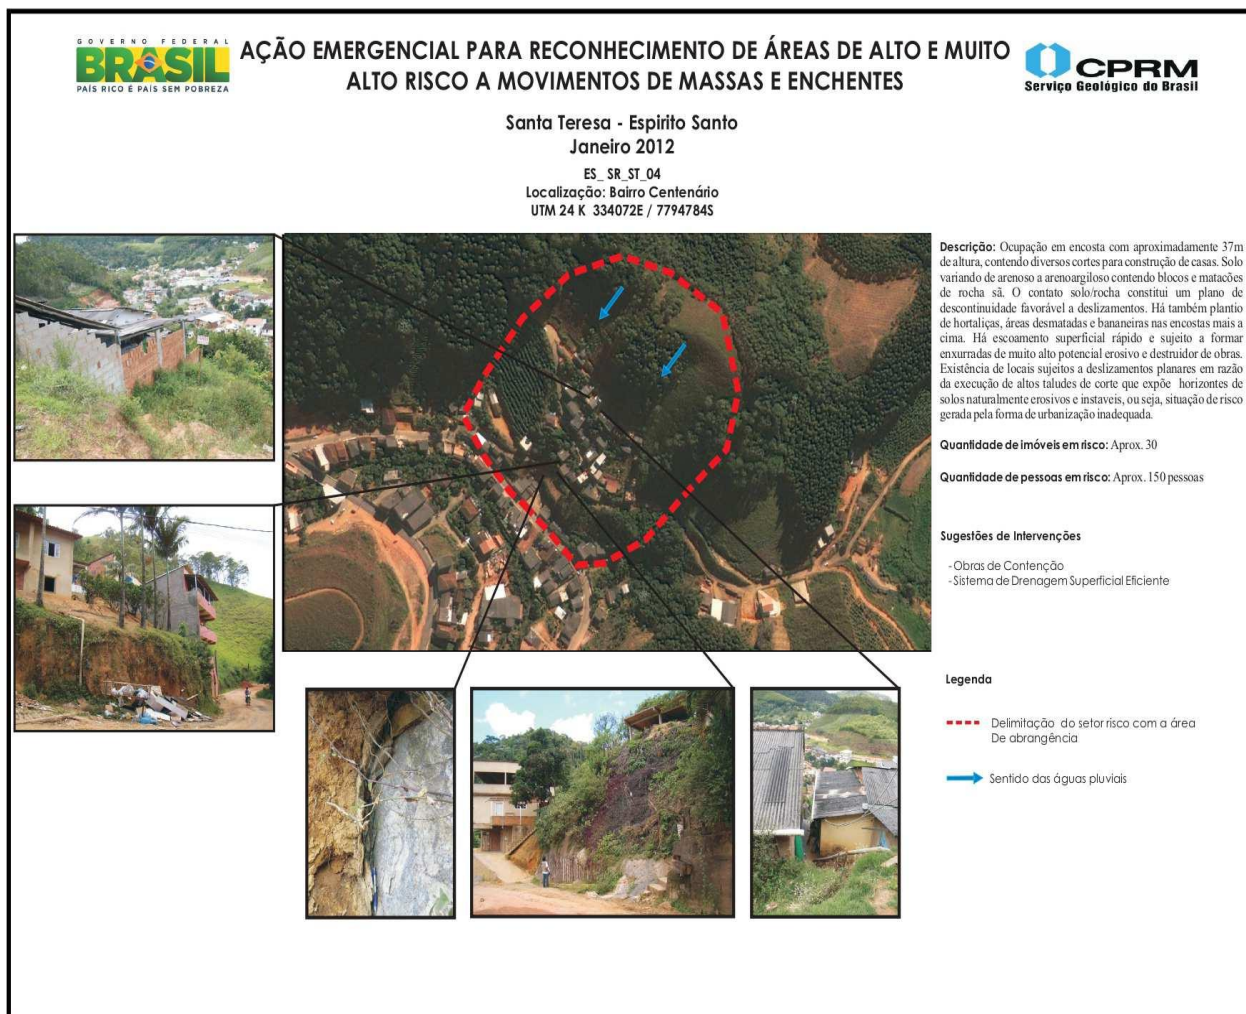 GOVERNO FEDERAL
BRASIL
PAÍS RICO É PAÍS SEM POBREZA
AÇÃO EMERGENCIAL PARA RECONHECIMENTO DE ÁREAS DE ALTO E MUITO
ALTO RISCO A MOVIMENTOS DE MASSAS E ENCHENTES
CPRM
Serviço Geológico do Brasil
Santa Teresa - Espirito Santo
Janeiro 2012
ES_ SR_ST_04
Localização: Bairro Centenário
UTM 24 K 334072E / 7794784S
Descrição: Ocupação em encosta com aproximadamente 37m
de altura, contendo diversos cortes para construção de casas. Solo
variando de arenoso a arenoargiloso contendo blocos e matacões
de rocha sã. O contato solo/rocha constitui um plano de
descontinuidade favorável a deslizamentos. Há também plantio
de hortaliças, áreas desmatadas e bananeiras nas encostas mais a
cima. Há escoamento superficial rápido e sujeito a formar
enxurradas de muito alto potencial erosivo e destruidor de obras.
Existência de locais sujeitos a deslizamentos planares em razão
da execução de altos taludes de corte que expõe horizontes de
solos naturalmente erosivos e instaveis, ou seja, situação de risco
gerada pela forma de urbanização inadequada.
Quantidade de imóveis em risco: Aprox. 30
Quantidade de pessoas em risco: Aprox. 150 pessoas
Sugestões de Intervenções
- Obras de Contenção
- Sistema de Drenagem Superficial Eficiente
Legenda
Delimitação do setor risco com a área
De abrangência
Sentido das águas pluviais